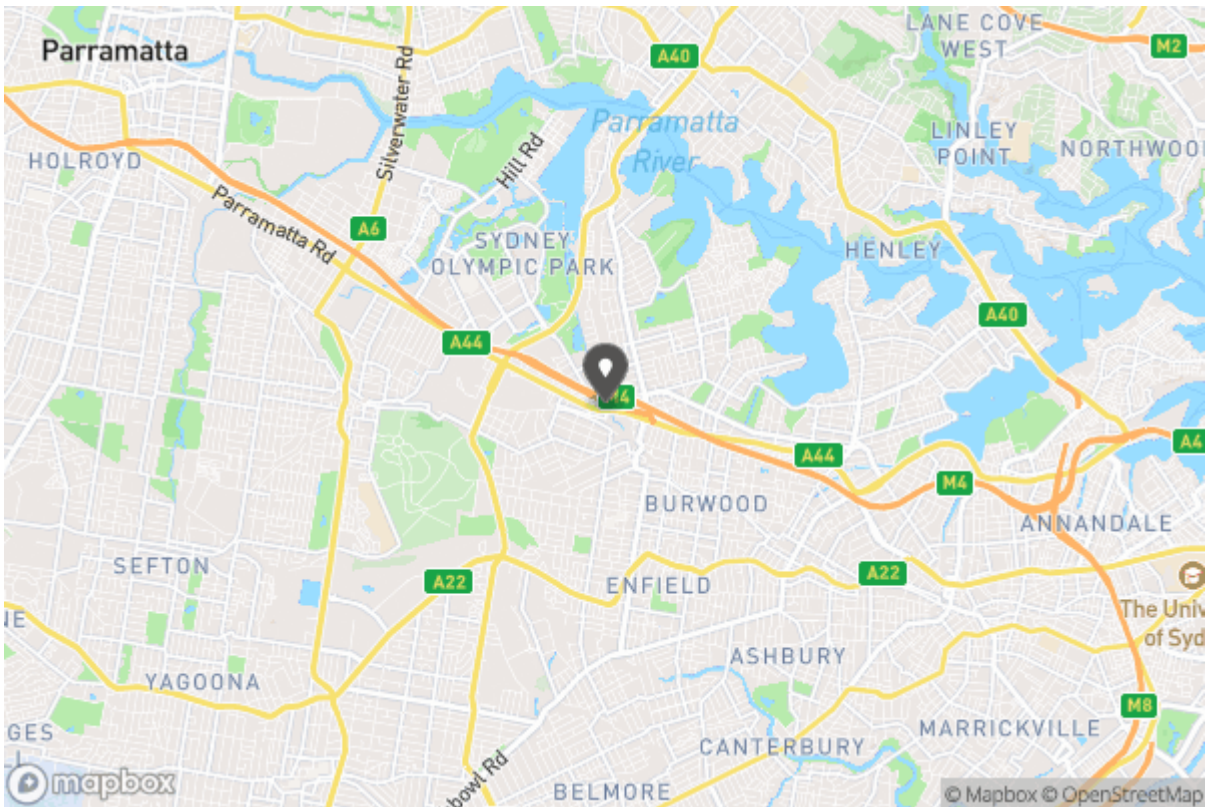 LANE COVE
WEST
M2
Parramatta
A40
Silverwater Rd
Parramatta
River
Hill Rd
LINLEY
POINT
NORTHWOO
HOLROYD
Parramatta Rd
A6
SYDNEY
OLYMPIC PARK
HENLEY
A40
A44
M4
A44
A4
M4
BURWOOD
ANNANDALE
SEFTON
A22
ENFIELD
A22
The Univ
of Syd
NE
ASHBURY
YAGOONA
M8
GES
MARRICKVILLE
CANTERBURY
bowl Rd
BELMORE
mapbox
© Mapbox © OpenStreetMap